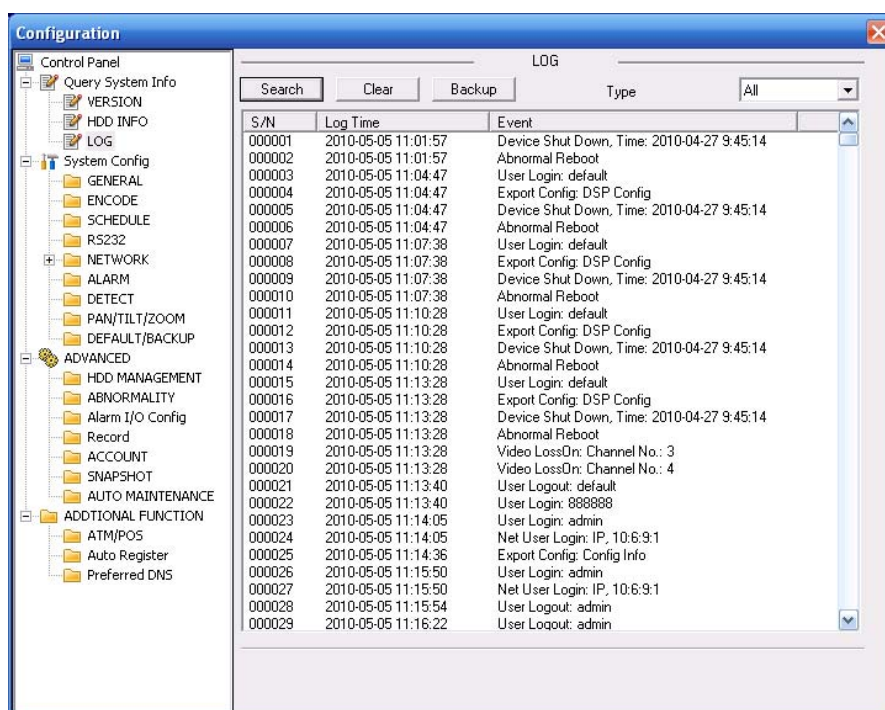 Configuration
Control Panel
Query System Info
VERSION
HDD INFO
LOG
System Config
GENERAL
ENCODE
SCHEDULE
RS232
NETWORK
ALARM
DETECT
PAN/TILT/ZOOM
DEFAULT/BACKUP
ADVANCED
HDD MANAGEMENT
ABNORMALITY
Alarm I/O Config
Record
ACCOUNT
SNAPSHOT
AUTO MAINTENANCE
ADDTIONAL FUNCTION
ATM/POS
Auto Register
Preferred DNS
LOG
Search Clear Backup Type All
S/N Log Time Event
000001 2010-05-05 11:01:57 Device Shut Down, Time: 2010-04-27 9:45:14
000002 2010-05-05 11:01:57 Abnormal Reboot
000003 2010-05-05 11:04:47 User Login: default
000004 2010-05-05 11:04:47 Export Config: DSP Config
000005 2010-05-05 11:04:47 Device Shut Down, Time: 2010-04-27 9:45:14
000006 2010-05-05 11:04:47 Abnormal Reboot
000007 2010-05-05 11:07:38 User Login: default
000008 2010-05-05 11:07:38 Export Config: DSP Config
000009 2010-05-05 11:07:38 Device Shut Down, Time: 2010-04-27 9:45:14
000010 2010-05-05 11:07:38 Abnormal Reboot
000011 2010-05-05 11:10:28 User Login: default
000012 2010-05-05 11:10:28 Export Config: DSP Config
000013 2010-05-05 11:10:28 Device Shut Down, Time: 2010-04-27 9:45:14
000014 2010-05-05 11:10:28 Abnormal Reboot
000015 2010-05-05 11:13:28 User Login: default
000016 2010-05-05 11:13:28 Export Config: DSP Config
000017 2010-05-05 11:13:28 Device Shut Down, Time: 2010-04-27 9:45:14
000018 2010-05-05 11:13:28 Abnormal Reboot
000019 2010-05-05 11:13:28 Video LossOn: Channel No.: 3
000020 2010-05-05 11:13:28 Video LossOn: Channel No.: 4
000021 2010-05-05 11:13:40 User Logout: default
000022 2010-05-05 11:13:40 User Login: 888888
000023 2010-05-05 11:14:05 User Login: admin
000024 2010-05-05 11:14:05 Net User Login: IP, 10:6:9:1
000025 2010-05-05 11:14:36 Export Config: Config Info
000026 2010-05-05 11:15:50 User Login: admin
000027 2010-05-05 11:15:50 Net User Login: IP, 10:6:9:1
000028 2010-05-05 11:15:54 User Logout: admin
000029 2010-05-05 11:16:22 User Logout: admin